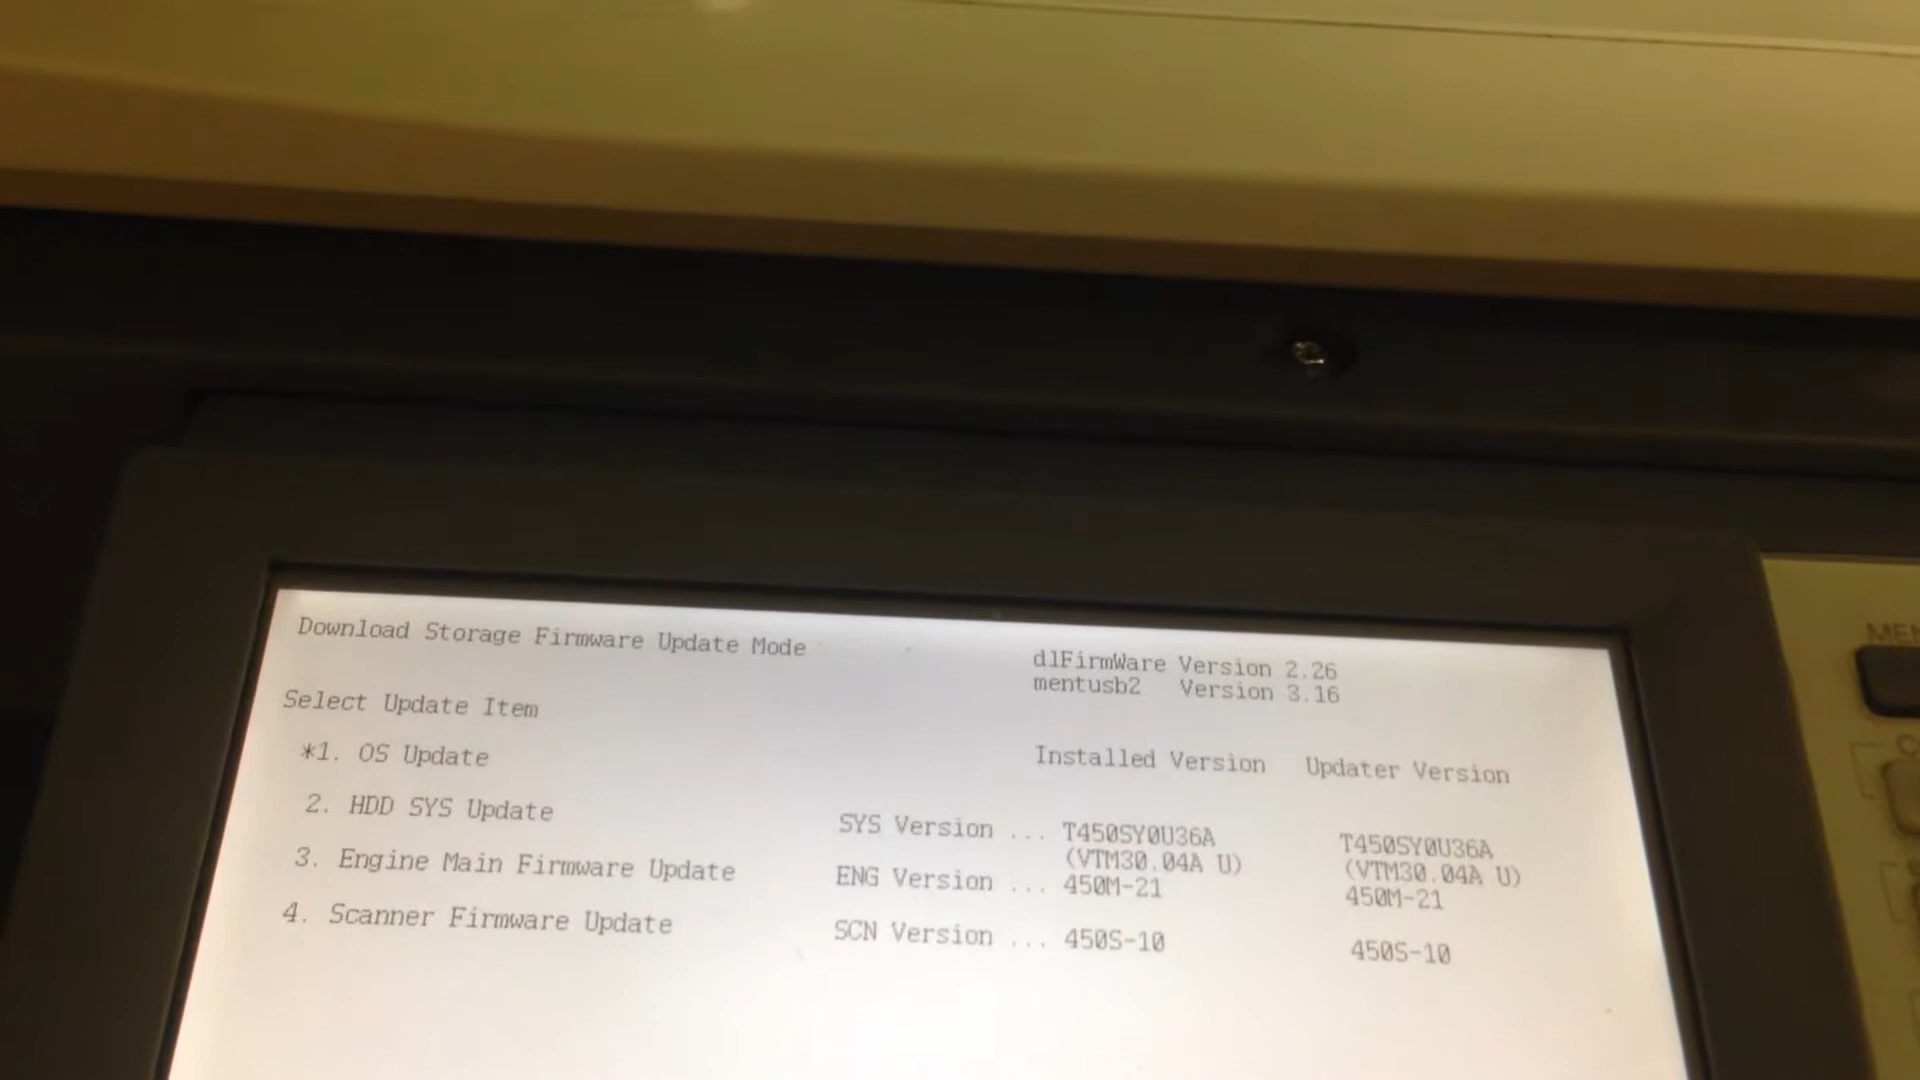 Download Storage Firmware Update Mode
dlFirmWare Version 2.26
mentusb2 Version 3.16
Select Update Item
Installed Version Updater Version
*1. OS Update
2. HDD SYS Update
SYS Version ... T450SY0U36A T450SY0U36A
(VTM30.04A U) (VTM30.04A U)
3. Engine Main Firmware Update
ENG Version ... 450M-21 450M-21
4. Scanner Firmware Update
SCN Version ... 450S-10 450S-10